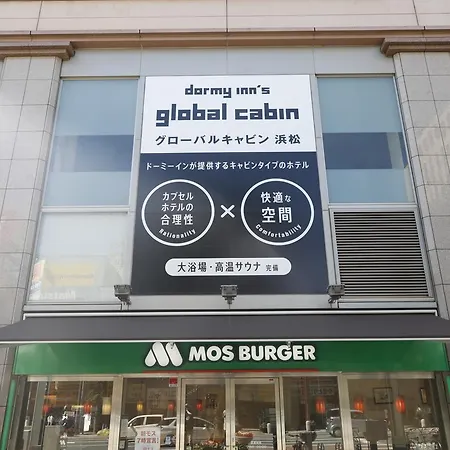 dormy inn's
global cabin
グローバルキャビン 浜松
ドーミーインが提供するキャビンタイプのホテル
カプセル
ホテルの
合理性
Rationality
×
快適な
空間
Comfortability
大浴場・高温サウナ 完備
MOS BURGER